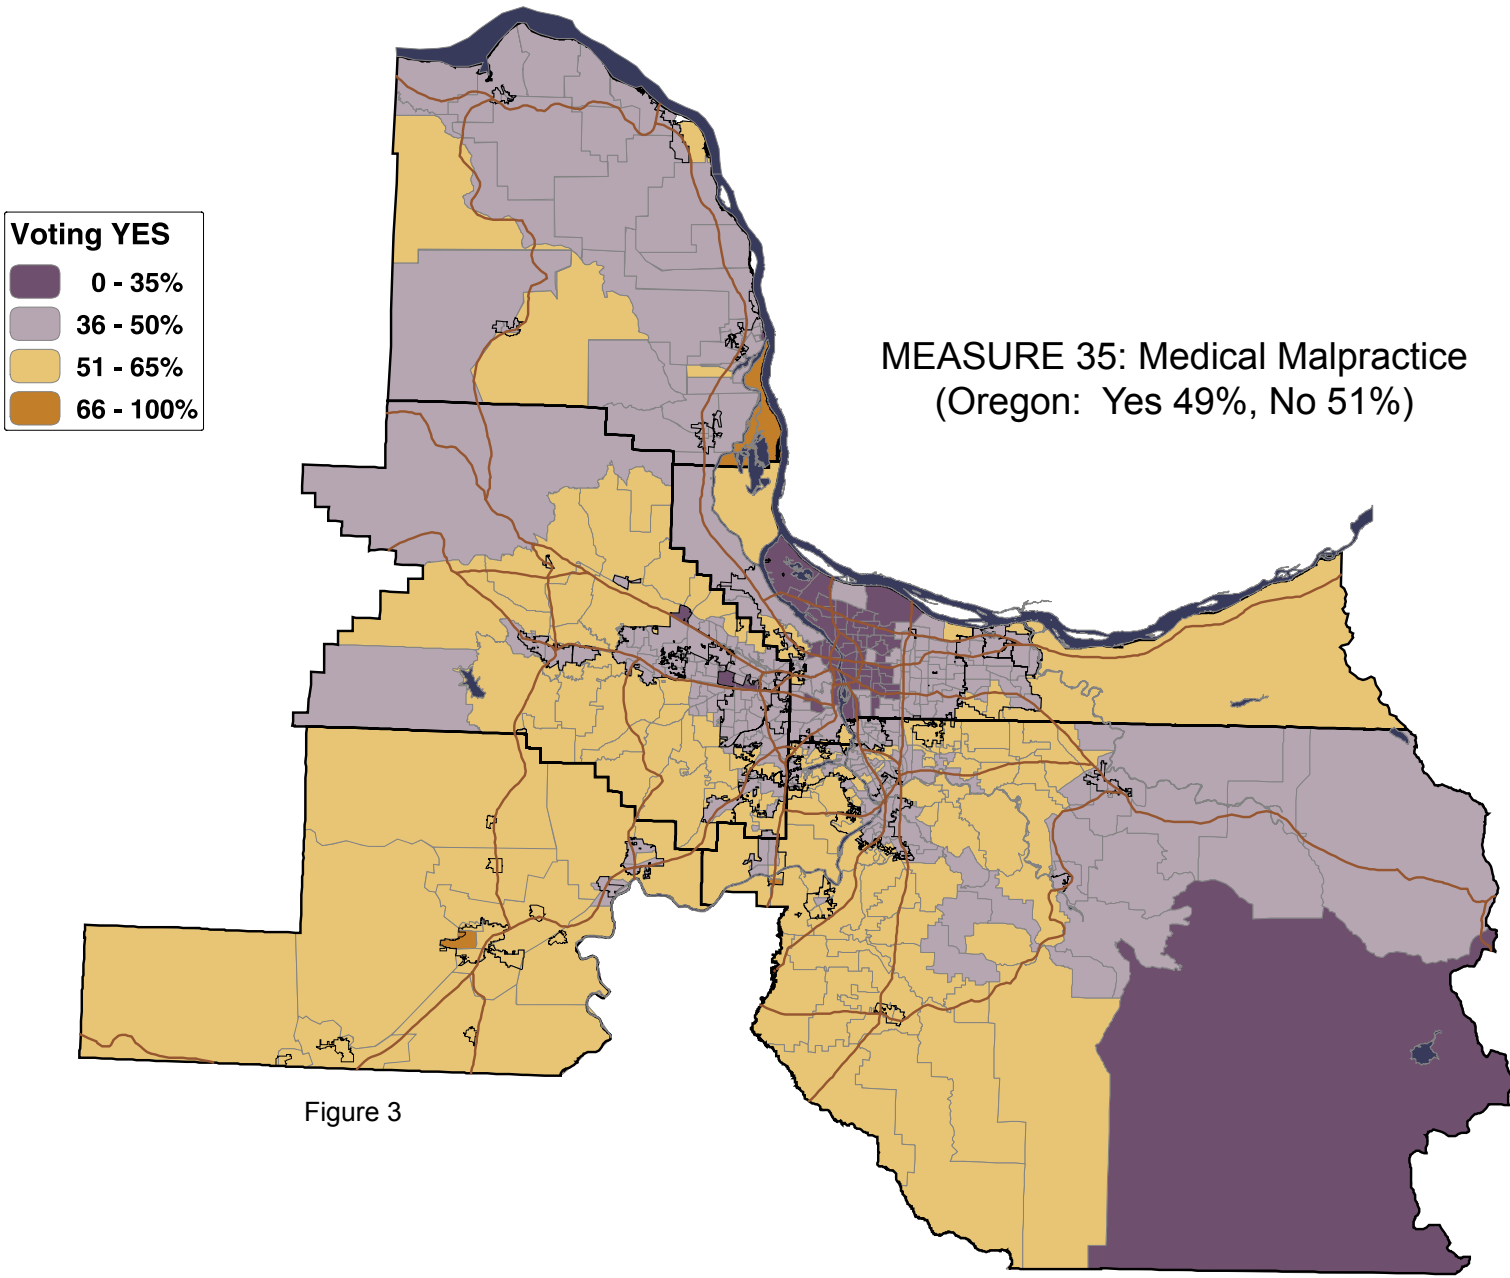 Voting YES
0 - 35%
36 - 50%
51 - 65%
66 - 100%
MEASURE 35: Medical Malpractice
(Oregon: Yes 49%, No 51%)
Figure 3